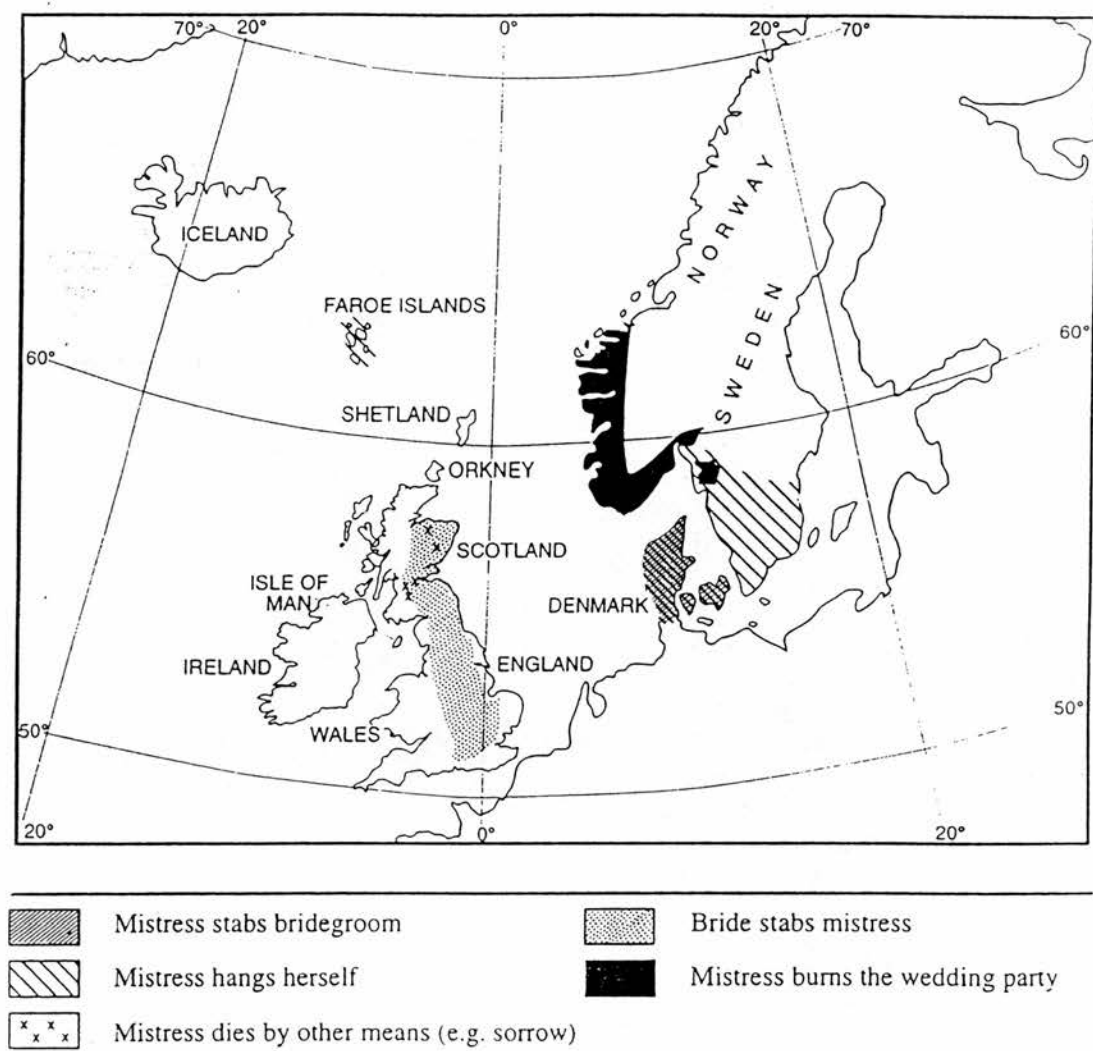 70° 20° 0° 20° 70°
ICELAND
NORWAY
FAROE ISLANDS
SWEDEN
60° 60°
SHETLAND
ORKNEY
SCOTLAND
ISLE OF
MAN
DENMARK
IRELAND
ENGLAND
WALES
50° 50°
20° 0° 20°
Mistress stabs bridegroom
Bride stabs mistress
Mistress hangs herself
Mistress burns the wedding party
Mistress dies by other means (e.g. sorrow)